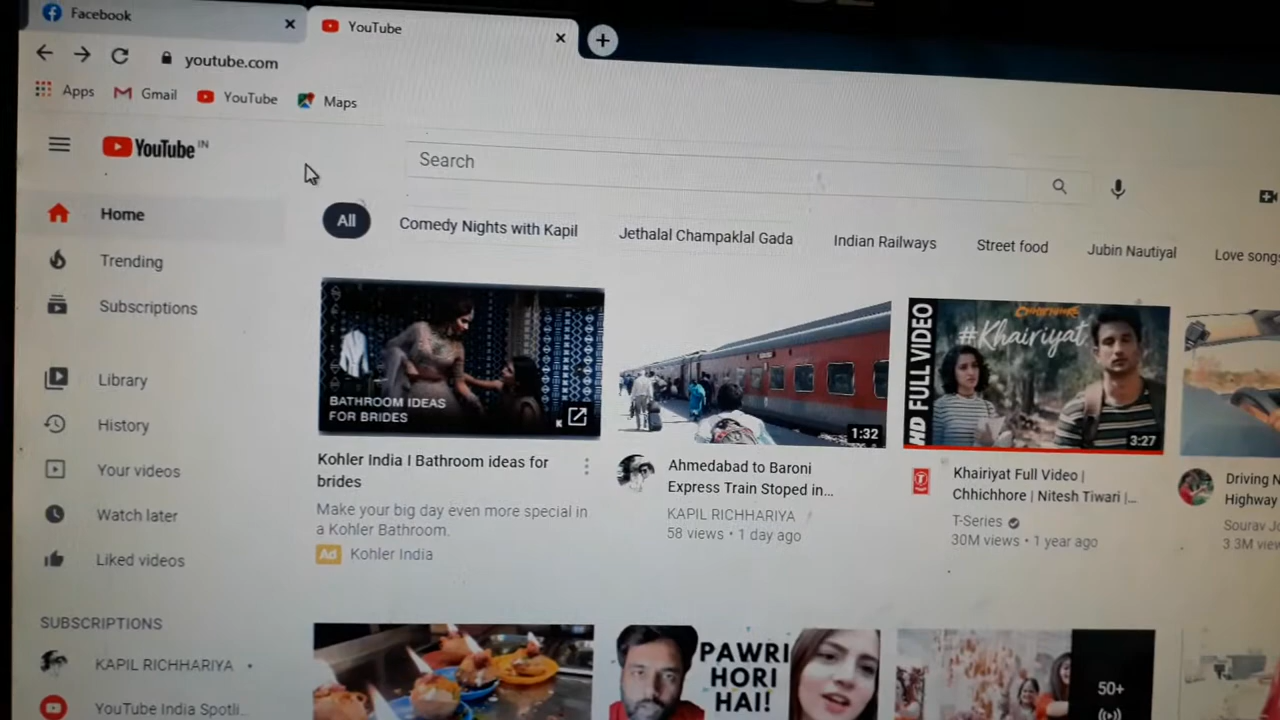 Facebook
YouTube
youtube.com
Apps Gmail YouTube Maps
YouTube IN
Search
Home
Trending
Subscriptions
Library
History
Your videos
Watch later
Liked videos
SUBSCRIPTIONS
KAPIL RICHHARIYA
YouTube India Spotli...
All Comedy Nights with Kapil Jethalal Champaklal Gada Indian Railways Street food Jubin Nautiyal Love songs
BATHROOM IDEAS
FOR BRIDES
Kohler India I Bathroom ideas for
brides
Make your big day even more special in
a Kohler Bathroom.
Ad Kohler India
1:32
Ahmedabad to Baroni
Express Train Stoped in...
KAPIL RICHHARIYA
58 views • 1 day ago
HD FULL VIDEO
CHHICHHORE
#Khairiyat
3:27
Khairiyat Full Video |
Chhichhore | Nitesh Tiwari |...
T-Series
30M views • 1 year ago
Driving
Highway
Sourav
3.3M
PAWRI
HORI
HAI!
50+